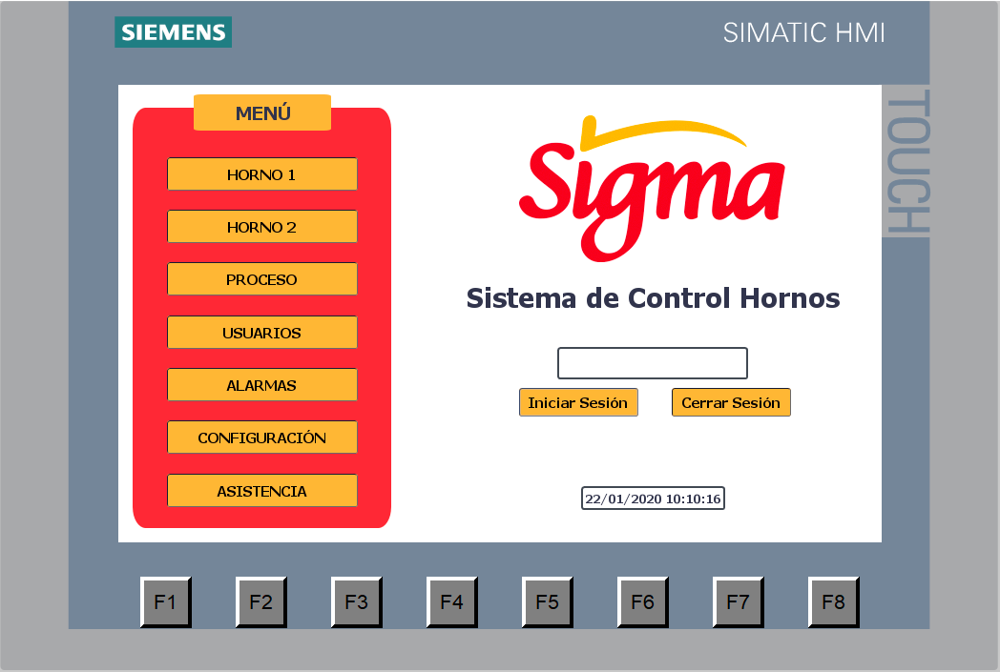 SIEMENS
SIMATIC HMI
TOUCH
MENÚ
HORNO 1
HORNO 2
PROCESO
USUARIOS
ALARMAS
CONFIGURACIÓN
ASISTENCIA
Sigma
Sistema de Control Hornos
Iniciar Sesión
Cerrar Sesión
22/01/2020 10:10:16
F1 F2 F3 F4 F5 F6 F7 F8